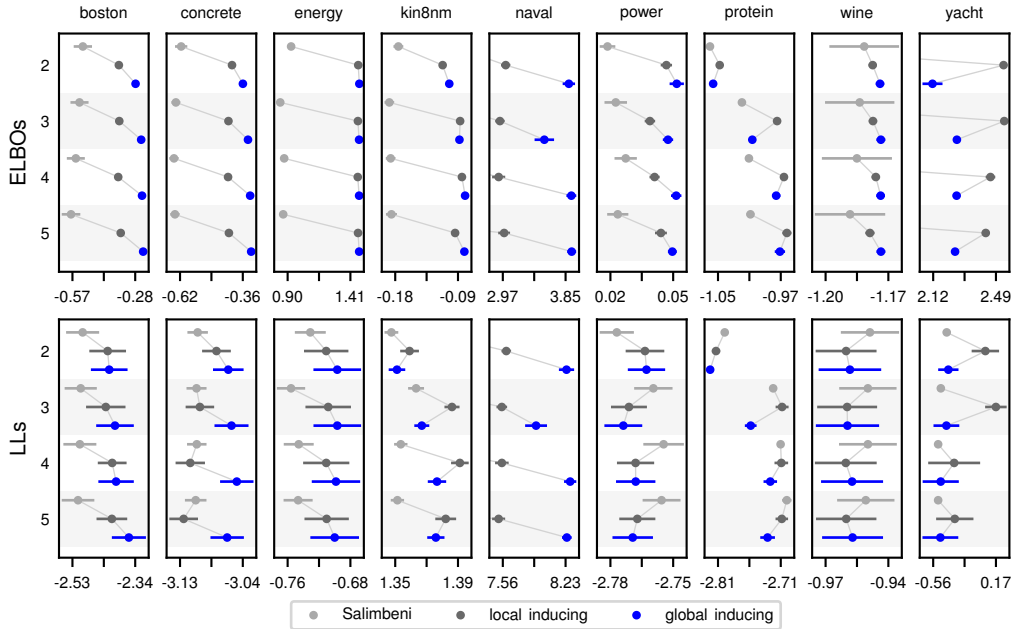 boston concrete energy kin8nm naval power protein wine yacht
ELBOs
2
3
4
5
-0.57 -0.28 -0.62 -0.36 0.90 1.41 -0.18 -0.09 2.97 3.85 0.02 0.05 -1.05 -0.97 -1.20 -1.17 2.12 2.49
LLs
2
3
4
5
-2.53 -2.34 -3.13 -3.04 -0.76 -0.68 1.35 1.39 7.56 8.23 -2.78 -2.75 -2.81 -2.71 -0.97 -0.94 -0.56 0.17
Salimbeni local inducing global inducing